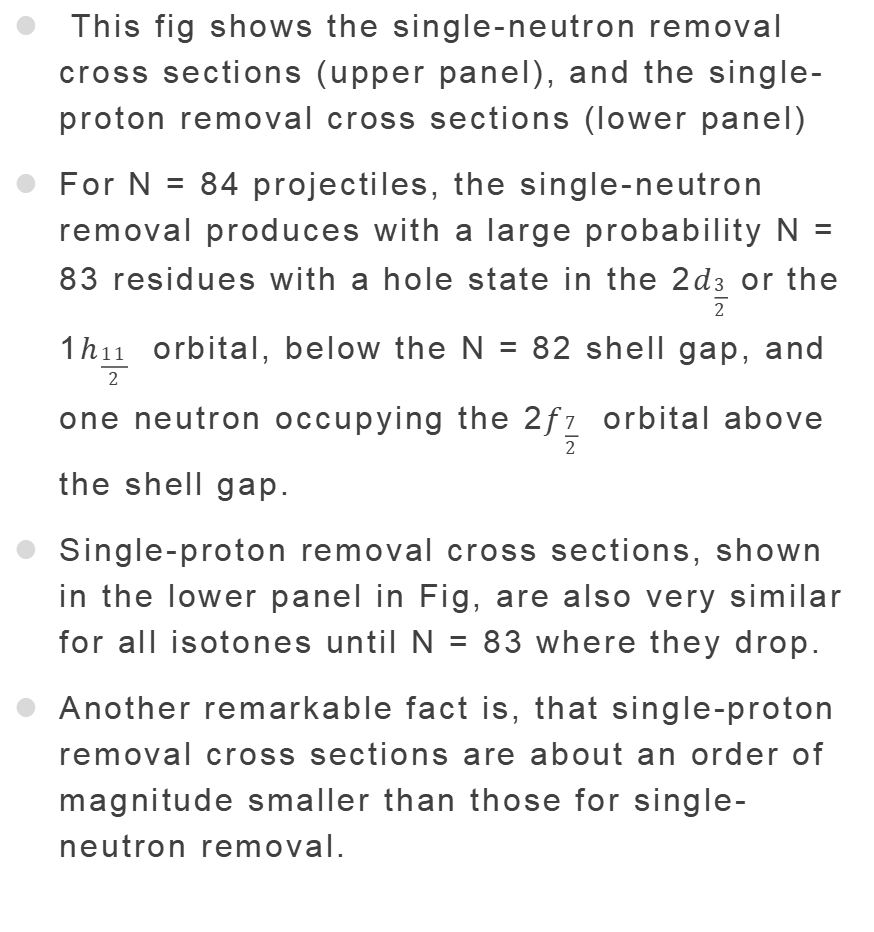 This fig shows the single-neutron removal
cross sections (upper panel), and the single-
proton removal cross sections (lower panel)
For N = 84 projectiles, the single-neutron
removal produces with a large probability N =
83 residues with a hole state in the 2d_{3/2} or the
1h_{11/2} orbital, below the N = 82 shell gap, and
one neutron occupying the 2f_{7/2} orbital above
the shell gap.
Single-proton removal cross sections, shown
in the lower panel in Fig, are also very similar
for all isotones until N = 83 where they drop.
Another remarkable fact is, that single-proton
removal cross sections are about an order of
magnitude smaller than those for single-
neutron removal.